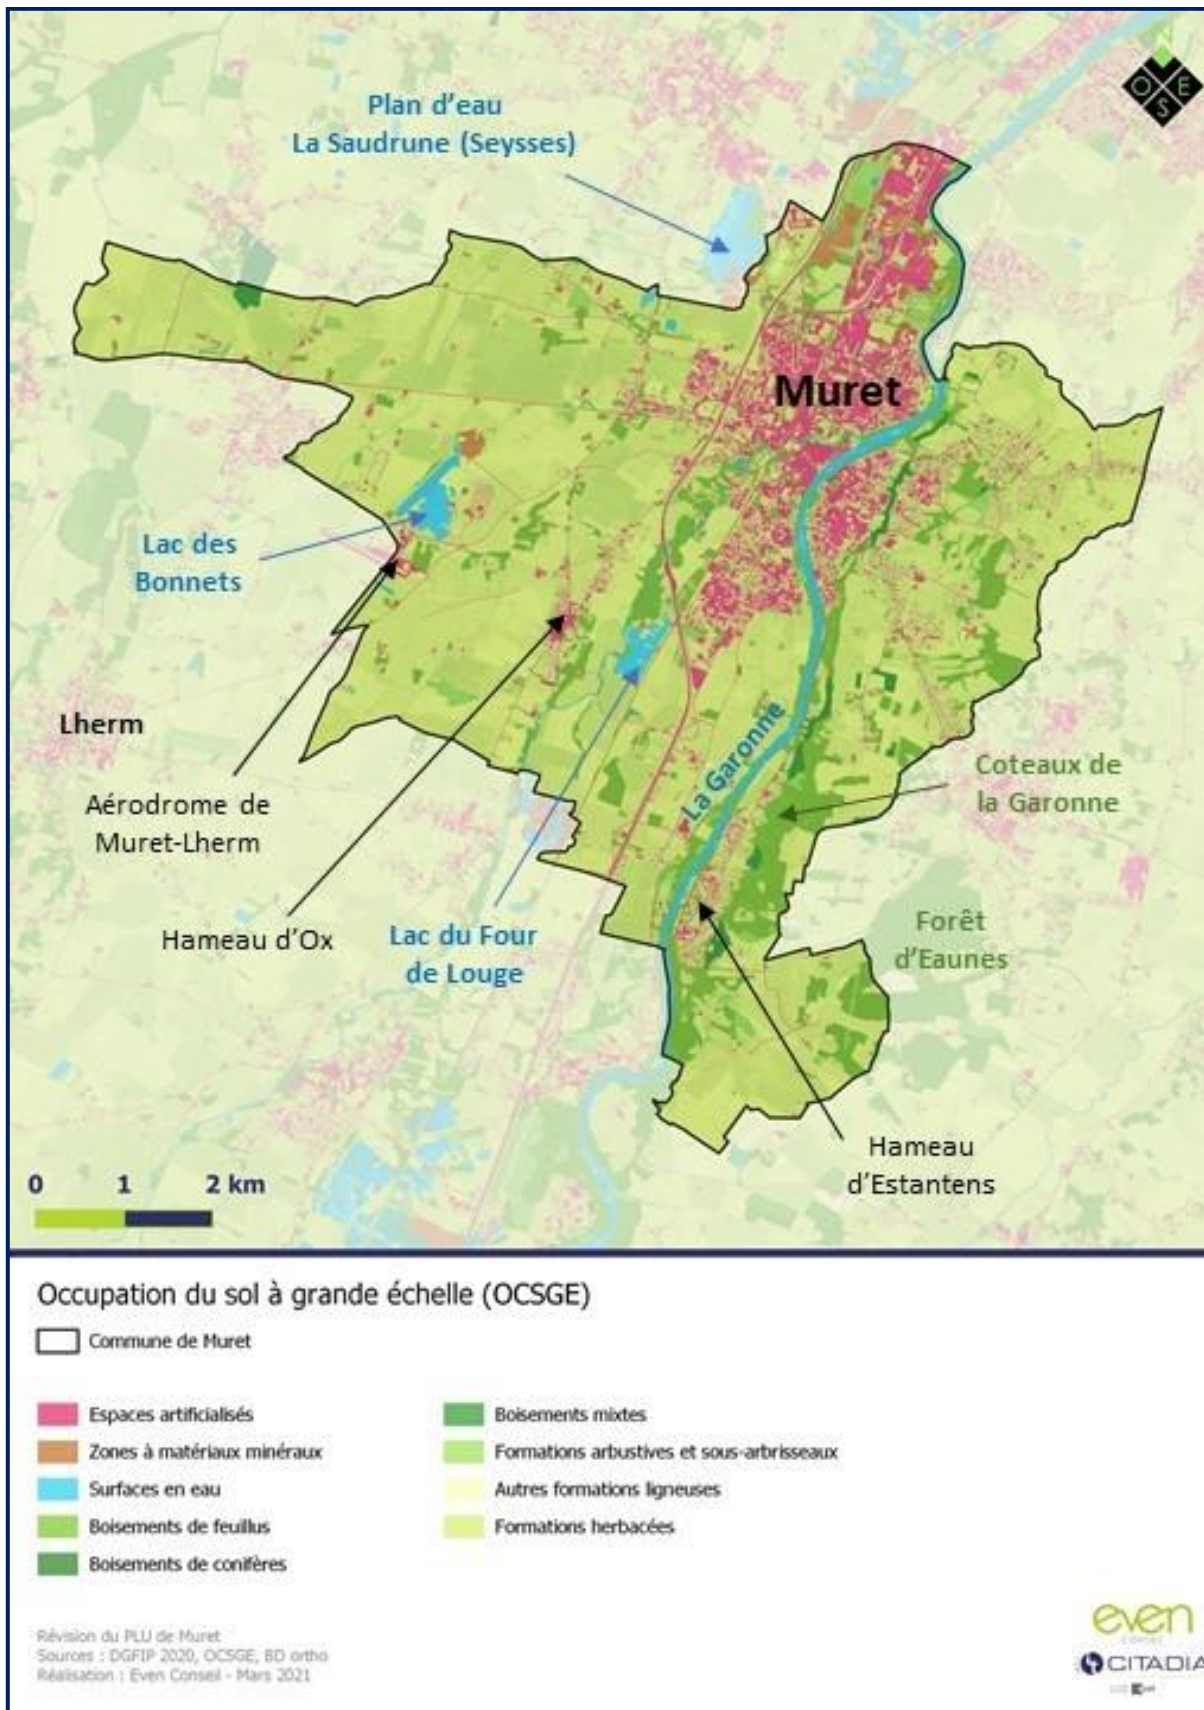 N
O E
S
Plan d'eau
La Saudrune (Seysses)
Muret
Lac des
Bonnets
Lherm
La Garonne
Coteaux de
la Garonne
Aérodrome de
Muret-Lherm
Hameau d'Ox
Lac du Four
de Louge
Forêt
d'Eaunes
Hameau
d'Estantens
0 1 2 km
Occupation du sol à grande échelle (OCSGE)
Commune de Muret
Espaces artificialisés
Zones à matériaux minéraux
Surfaces en eau
Boisements de feuillus
Boisements de conifères
Boisements mixtes
Formations arbustives et sous-arbrisseaux
Autres formations ligneuses
Formations herbacées
Révision du PLU de Muret
Sources : DGFIP 2020, OCSGE, BD ortho
Réalisation : Even Conseil - Mars 2021
even
CITADIA